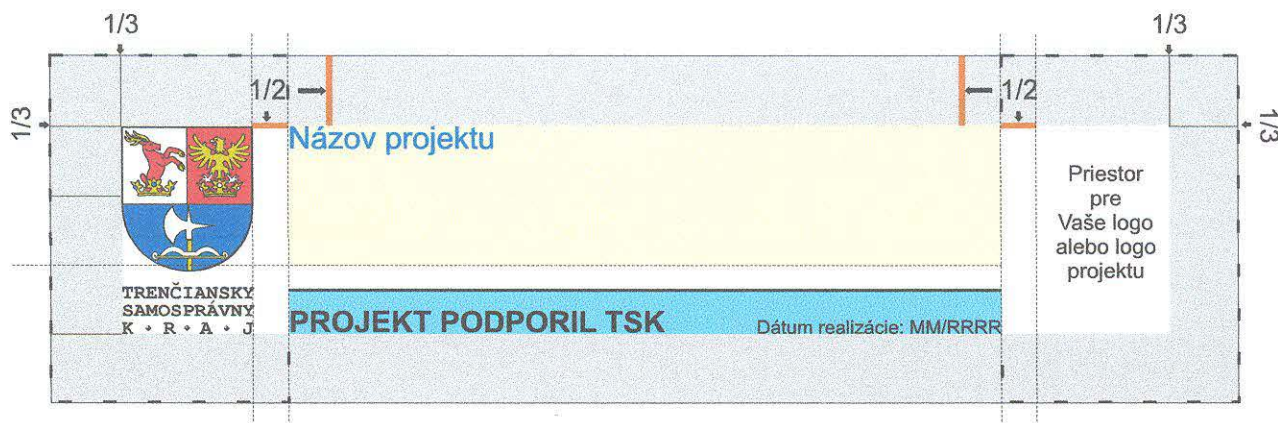 1/3
1/3
1/2
1/2
1/3
1/3
Názov projektu
Priestor
pre
Vaše logo
alebo logo
projektu
TRENČIANSKY
SAMOSPRÁVNY
K · R · A · J
PROJEKT PODPORIL TSK
Dátum realizácie: MM/RRRR